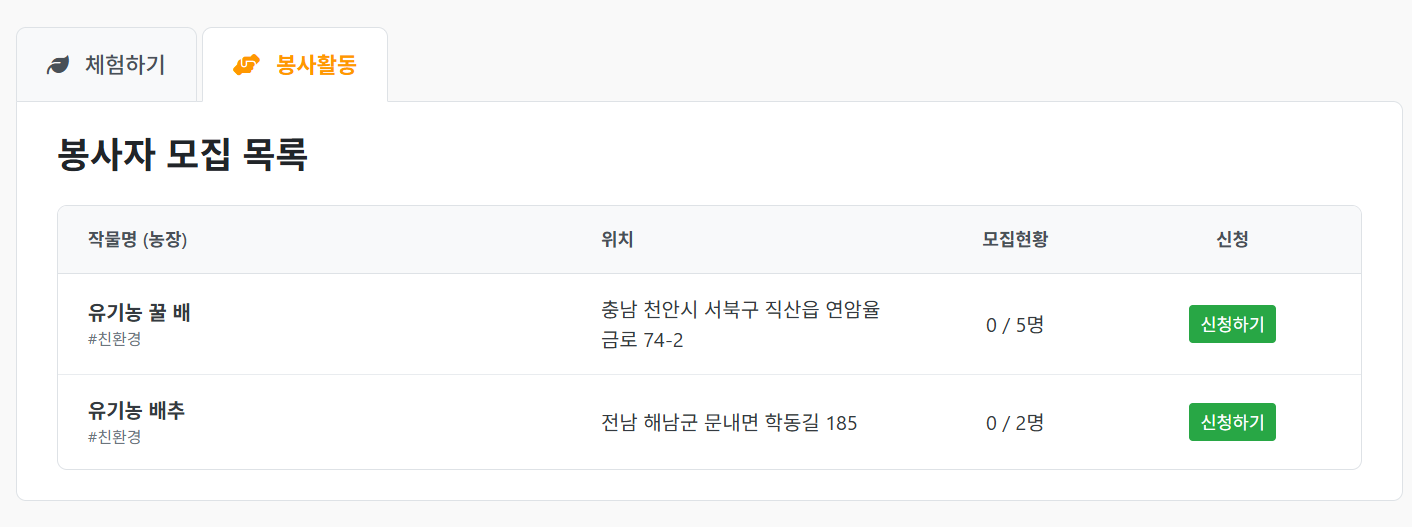 체험하기
봉사활동
봉사자 모집 목록
작물명 (농장) 위치 모집현황 신청
유기농 꿀 배
#친환경
충남 천안시 서북구 직산읍 연암율
금로 74-2
0 / 5명
신청하기
유기농 배추
#친환경
전남 해남군 문내면 학동길 185
0 / 2명
신청하기